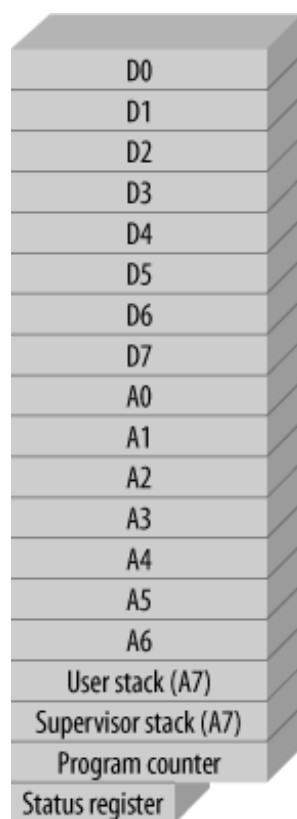 D0
D1
D2
D3
D4
D5
D6
D7
A0
A1
A2
A3
A4
A5
A6
User stack (A7)
Supervisor stack (A7)
Program counter
Status register